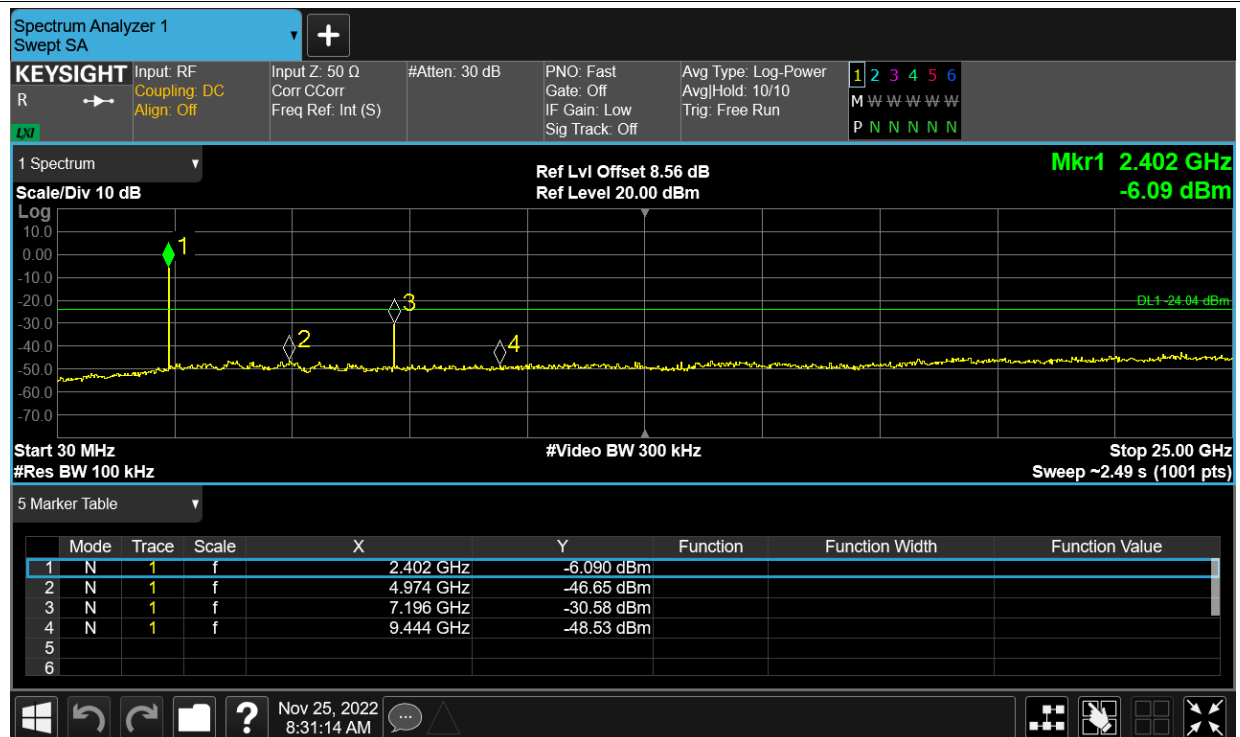 Spectrum Analyzer 1
Swept SA
+
KEYSIGHT Input: RF Input Z: 50 Ω #Atten: 30 dB PNO: Fast Avg Type: Log-Power 1 2 3 4 5 6
R Coupling: DC Corr CCorr Gate: Off Avg|Hold: 10/10 M W W W W W W
Align: Off Freq Ref: Int (S) IF Gain: Low Trig: Free Run
LXI Sig Track: Off P N N N N N N
1 Spectrum Ref Lvl Offset 8.56 dB Mkr1 2.402 GHz
Scale/Div 10 dB Ref Level 20.00 dBm -6.09 dBm
Log
10.0
1
0.00
-10.0
-20.0 3 DL1 -24.04 dBm
-30.0
2 4
-40.0
-50.0
-60.0
-70.0
Start 30 MHz #Video BW 300 kHz Stop 25.00 GHz
#Res BW 100 kHz Sweep ~2.49 s (1001 pts)
5 Marker Table
Mode Trace Scale X Y Function Function Width Function Value
1 N 1 f 2.402 GHz -6.090 dBm
2 N 1 f 4.974 GHz -46.65 dBm
3 N 1 f 7.196 GHz -30.58 dBm
4 N 1 f 9.444 GHz -48.53 dBm
5
6
? Nov 25, 2022
8:31:14 AM